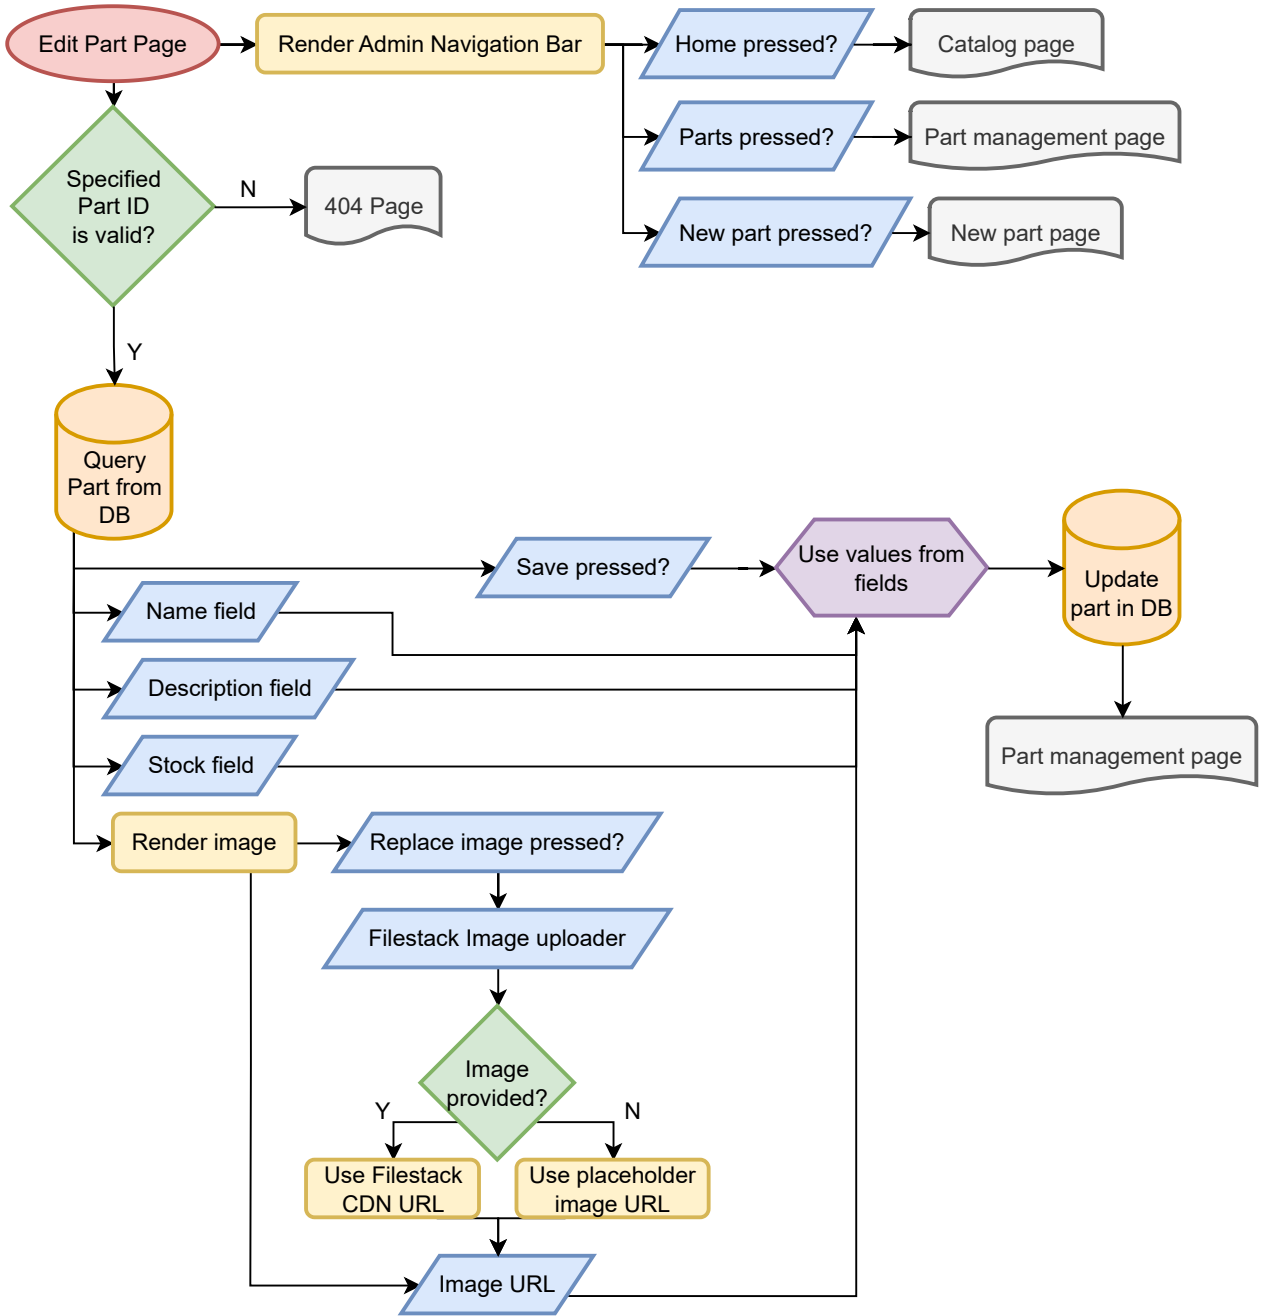 Edit Part Page
Render Admin Navigation Bar
Home pressed?
Catalog page
Parts pressed?
Part management page
Specified
Part ID
is valid?
N
404 Page
New part pressed?
New part page
Y
Query
Part from
DB
Save pressed?
Use values from
fields
Update
part in DB
Name field
Description field
Stock field
Part management page
Render image
Replace image pressed?
Filestack Image uploader
Image
provided?
Y
N
Use Filestack
CDN URL
Use placeholder
image URL
Image URL